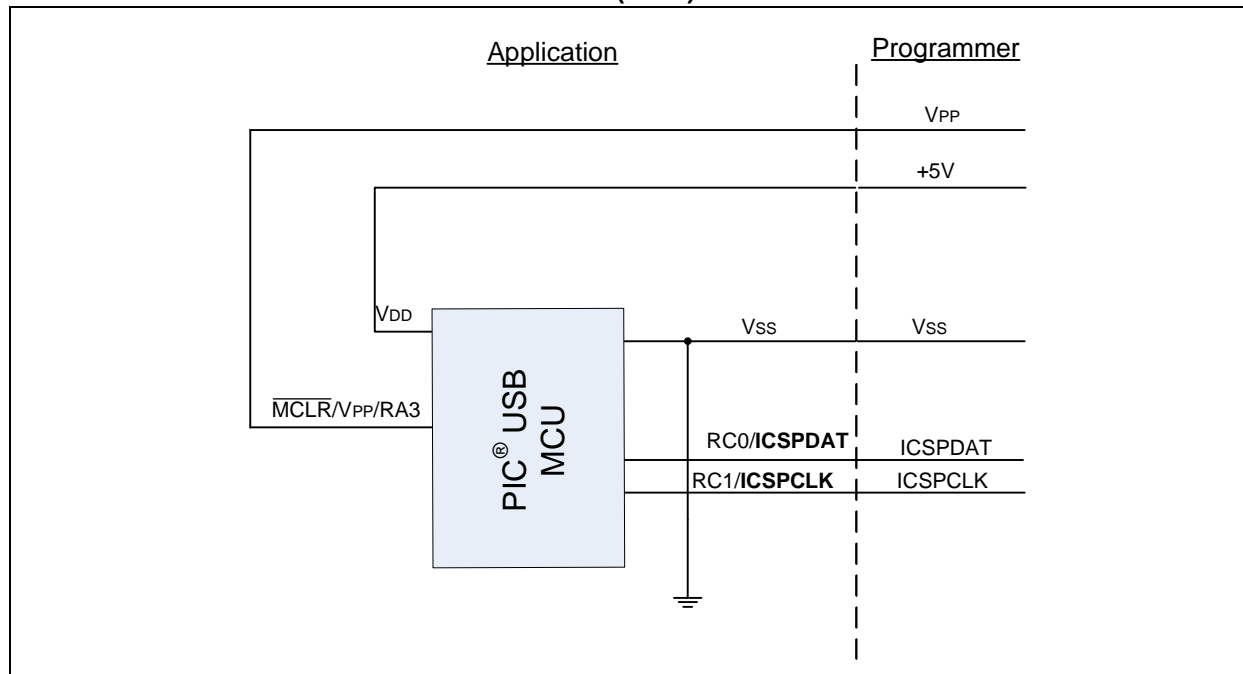 Application
Programmer
VPP
+5V
VDD
VSS
VSS
MCLR/VPP/RA3
PIC® USB
MCU
RC0/ICSPDAT
ICSPDAT
RC1/ICSPCLK
ICSPCLK